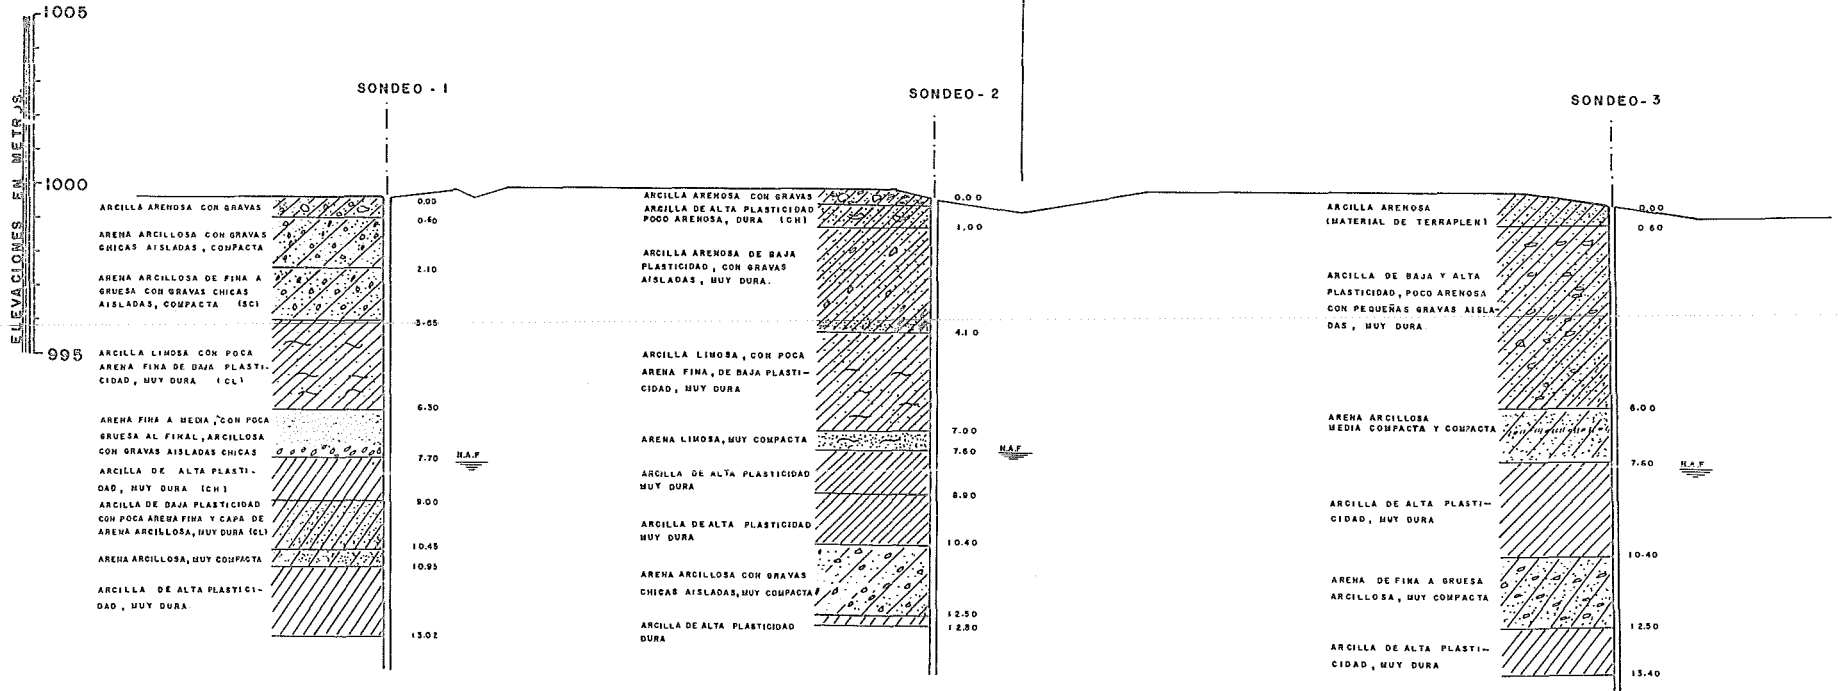 1005
1000
995
ELEVACIONES EN METROS.
SONDEO - 1
ARCILLA ARENOSA CON GRAVAS
ARENA ARCILLOSA CON GRAVAS
CHICAS AISLADAS, COMPACTA
ARENA ARCILLOSA DE FINA A
GRUESA CON GRAVAS CHICAS
AISLADAS, COMPACTA (SC)
ARCILLA LIMOSA CON POCA
ARENA FINA DE BAJA PLASTI-
CIDAD, MUY DURA (CL)
ARENA FINA A MEDIA, CON POCA
GRUESA AL FINAL, ARCILLOSA
CON GRAVAS AISLADAS CHICAS
ARCILLA DE ALTA PLASTI-
DAD, MUY DURA (CH)
ARCILLA DE BAJA PLASTICIDAD
CON POCA ARENA FINA Y CAPA DE
ARENA ARCILLOSA, MUY DURA (CL)
ARENA ARCILLOSA, MUY COMPACTA
ARCILLA DE ALTA PLASTICI-
DAD, MUY DURA
0.00
0.60
2.10
3.65
6.30
7.70
9.00
10.45
10.95
13.02
N.A.F
SONDEO - 2
ARCILLA ARENOSA CON GRAVAS
ARCILLA DE ALTA PLASTICIDAD
POCO ARENOSA, DURA (CH)
ARCILLA ARENOSA DE BAJA
PLASTICIDAD, CON GRAVAS
AISLADAS, MUY DURA.
ARCILLA LIMOSA, CON POCA
ARENA FINA, DE BAJA PLASTI-
CIDAD, MUY DURA
ARENA LIMOSA, MUY COMPACTA
ARCILLA DE ALTA PLASTICIDAD
MUY DURA
ARCILLA DE ALTA PLASTICIDAD
MUY DURA
ARENA ARCILLOSA CON GRAVAS
CHICAS AISLADAS, MUY COMPACTA
ARCILLA DE ALTA PLASTICIDAD
DURA
0.00
1.00
4.10
7.00
7.60
8.90
10.40
12.50
12.80
N.A.F
SONDEO - 3
ARCILLA ARENOSA
(MATERIAL DE TERRAPLEN)
ARCILLA DE BAJA Y ALTA
PLASTICIDAD, POCO ARENOSA
CON PEQUEÑAS GRAVAS AISLA-
DAS, MUY DURA
ARENA ARCILLOSA
MEDIA COMPACTA Y COMPACTA
ARCILLA DE ALTA PLASTI-
CIDAD, MUY DURA
ARENA DE FINA A GRUESA
ARCILLOSA, MUY COMPACTA
ARCILLA DE ALTA PLASTI-
CIDAD, MUY DURA
0.00
0.60
6.00
7.60
10.40
12.50
13.40
N.A.F